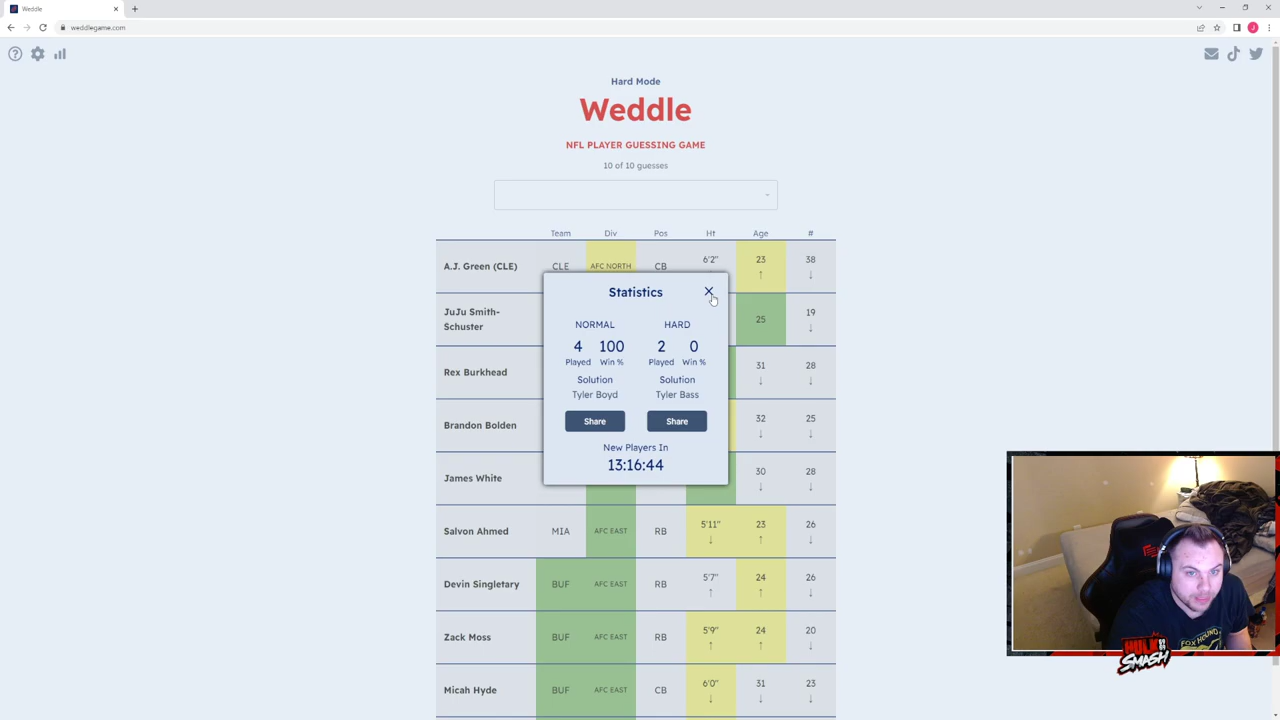 Weddle
weddlegame.com
J
Hard Mode
Weddle
NFL PLAYER GUESSING GAME
10 of 10 guesses
Team Div Pos Ht Age #
A.J. Green (CLE) CLE AFC NORTH CB 6'2" 23 ↑ 38 ↓
JuJu Smith-
Schuster 25 19 ↓
Rex Burkhead 31 ↓ 28 ↓
Brandon Bolden 32 ↓ 25 ↓
James White 30 ↓ 28 ↓
Salvon Ahmed MIA AFC EAST RB 5'11" ↓ 23 ↑ 26 ↓
Devin Singletary BUF AFC EAST RB 5'7" ↑ 24 ↑ 26 ↓
Zack Moss BUF AFC EAST RB 5'9" ↑ 24 ↑ 20 ↓
Micah Hyde BUF AFC EAST CB 6'0" ↓ 31 ↓ 23 ↓
Statistics
NORMAL HARD
4 100 2 0
Played Win % Played Win %
Solution Solution
Tyler Boyd Tyler Bass
Share Share
New Players In
13:16:44
FOX HOUND
HULK
SMASH